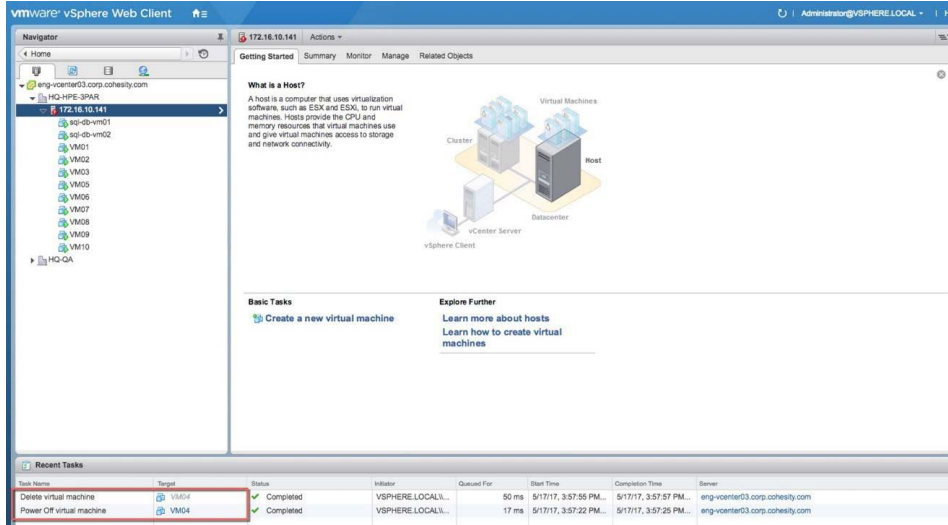 vmware® vSphere Web Client
Administrator@VSPHERE.LOCAL
Navigator
Home
eng-vcenter03.corp.cohesity.com
HQ-HPE-3PAR
172.16.10.141
sql-db-vm01
sql-db-vm02
VM01
VM02
VM03
VM05
VM06
VM07
VM08
VM09
VM10
HQ-QA
172.16.10.141 Actions
Getting Started Summary Monitor Manage Related Objects
What is a Host?
A host is a computer that uses virtualization
software, such as ESX and ESXi, to run virtual
machines. Hosts provide the CPU and
memory resources that virtual machines use
and give virtual machines access to storage
and network connectivity.
Virtual Machines
Cluster
Host
Datacenter
vCenter Server
vSphere Client
Basic Tasks
Create a new virtual machine
Explore Further
Learn more about hosts
Learn how to create virtual
machines
Recent Tasks
Task Name Target Status Initiator Queued For Start Time Completion Time Server
Delete virtual machine VM04 Completed VSPHERE.LOCAL\\... 50 ms 5/17/17, 3:57:55 PM... 5/17/17, 3:57:57 PM... eng-vcenter03.corp.cohesity.com
Power Off virtual machine VM04 Completed VSPHERE.LOCAL\\... 17 ms 5/17/17, 3:57:22 PM... 5/17/17, 3:57:25 PM... eng-vcenter03.corp.cohesity.com